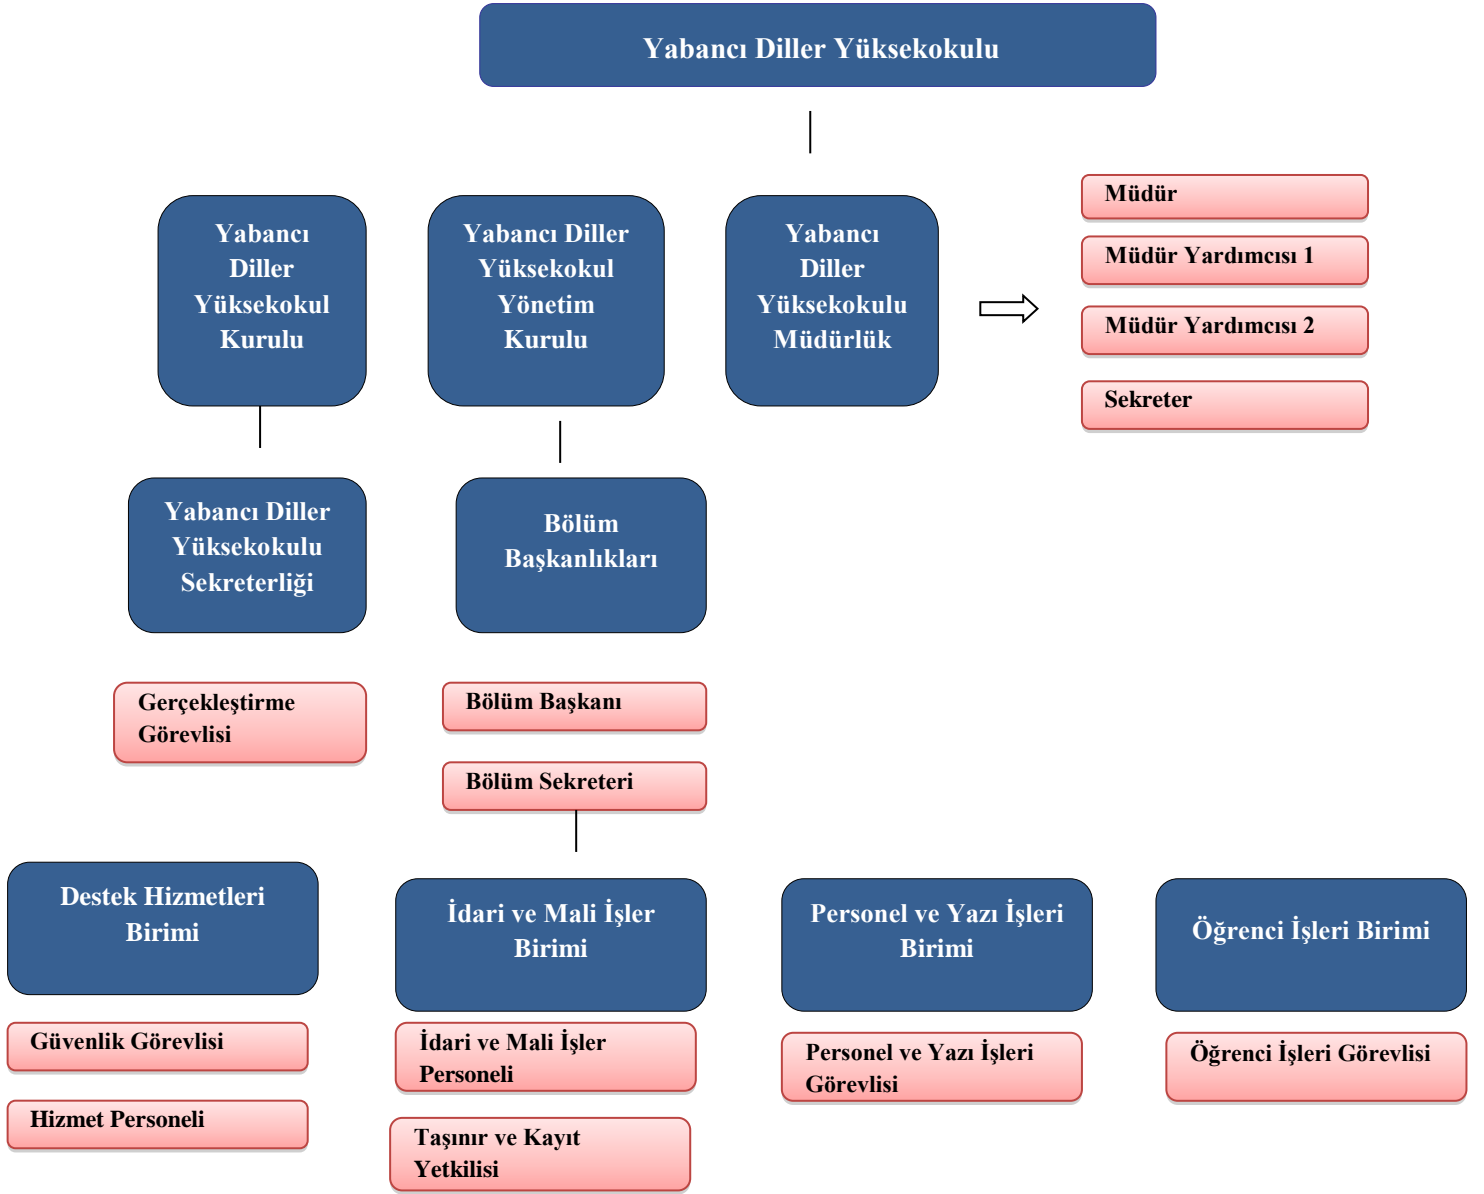 Yabancı Diller Yüksekokulu
Yabancı
Diller
Yüksekokul
Kurulu
Yabancı Diller
Yüksekokul
Yönetim
Kurulu
Yabancı
Diller
Yüksekokulu
Müdürlük
Müdür
Müdür Yardımcısı 1
Müdür Yardımcısı 2
Sekreter
Yabancı Diller
Yüksekokulu
Sekreterliği
Bölüm
Başkanlıkları
Gerçekleştirme
Görevlisi
Bölüm Başkanı
Bölüm Sekreteri
Destek Hizmetleri
Birimi
İdari ve Mali İşler
Birimi
Personel ve Yazı İşleri
Birimi
Öğrenci İşleri Birimi
Güvenlik Görevlisi
Hizmet Personeli
İdari ve Mali İşler
Personeli
Taşınır ve Kayıt
Yetkilisi
Personel ve Yazı İşleri
Görevlisi
Öğrenci İşleri Görevlisi